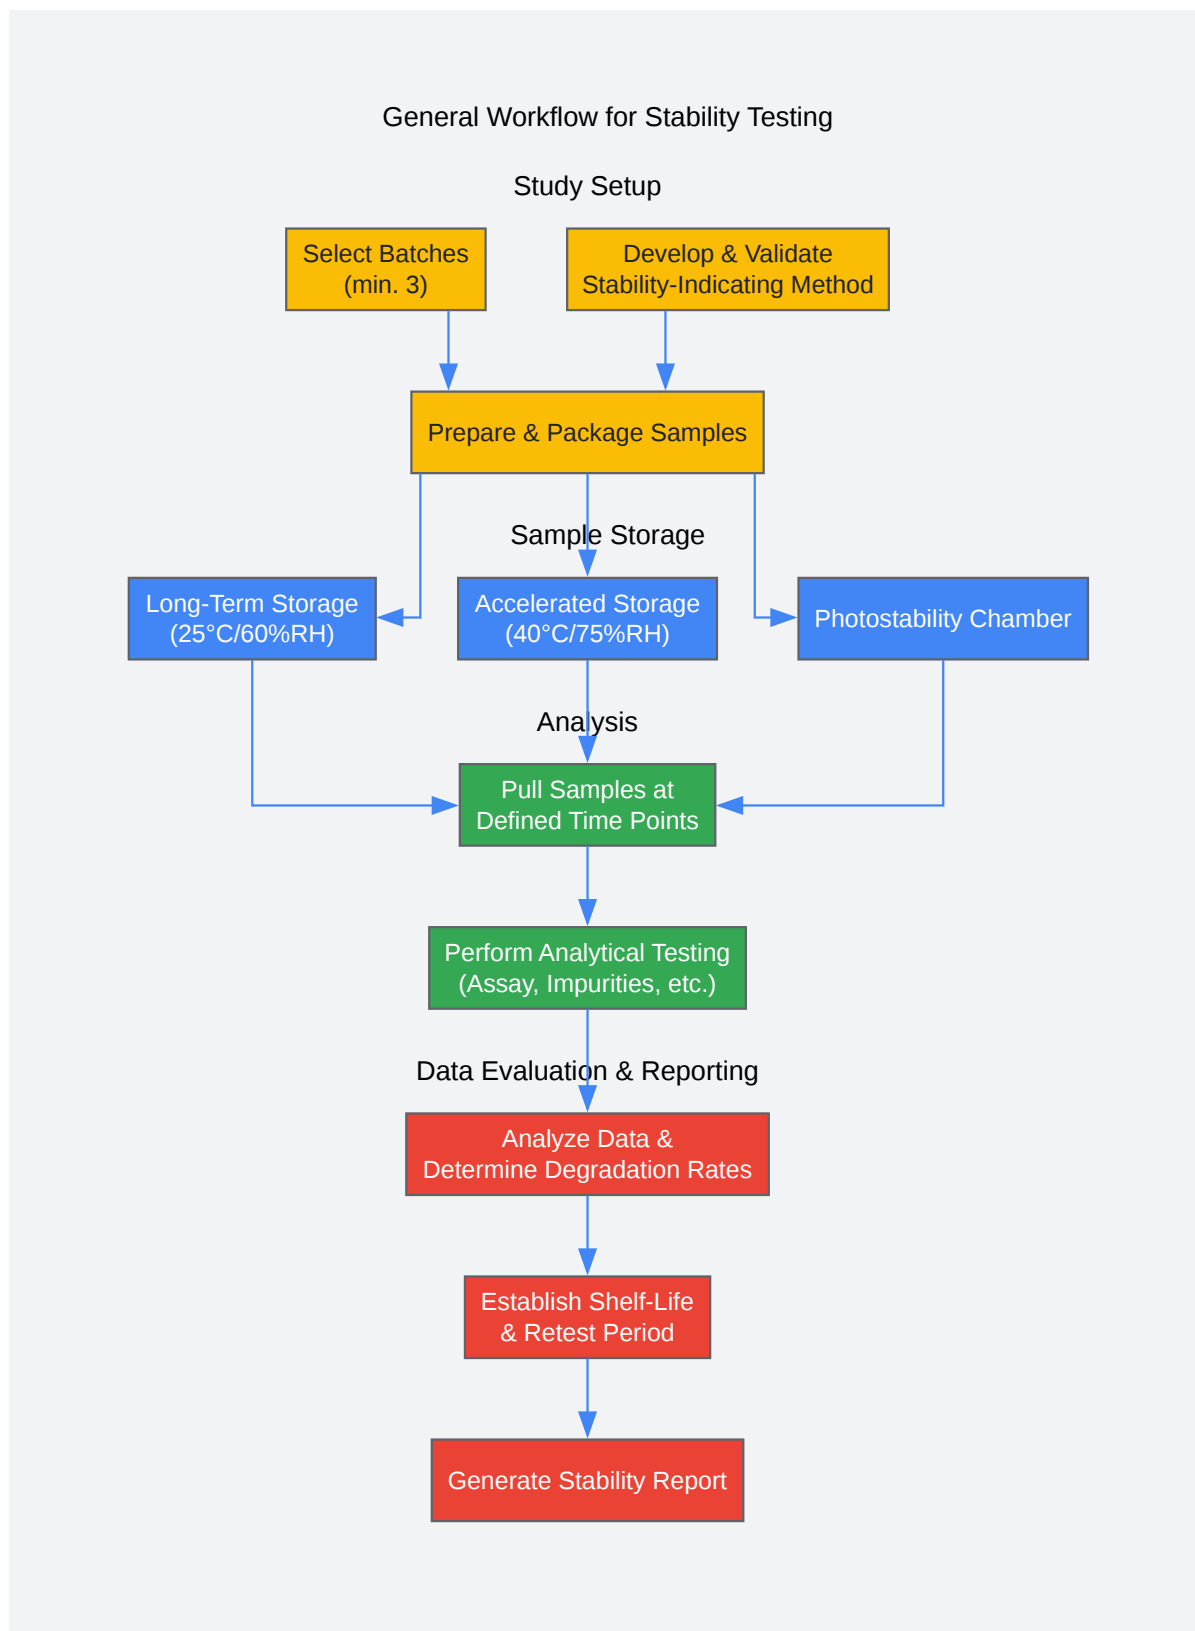 General Workflow for Stability Testing
Study Setup
Select Batches
(min. 3)
Develop & Validate
Stability-Indicating Method
Prepare & Package Samples
Sample Storage
Long-Term Storage
(25°C/60%RH)
Accelerated Storage
(40°C/75%RH)
Photostability Chamber
Analysis
Pull Samples at
Defined Time Points
Perform Analytical Testing
(Assay, Impurities, etc.)
Data Evaluation & Reporting
Analyze Data &
Determine Degradation Rates
Establish Shelf-Life
& Retest Period
Generate Stability Report